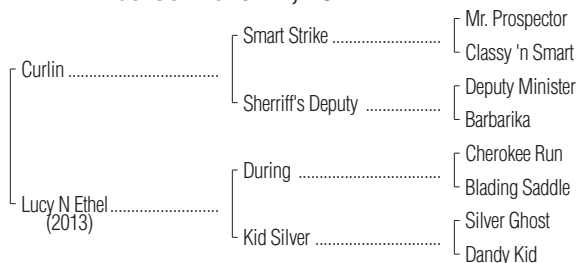 Curlin
Lucy N Ethel
(2013)
Smart Strike
Sherriff's Deputy
During
Kid Silver
Mr. Prospector
Classy 'n Smart
Deputy Minister
Barbarika
Cherokee Run
Blading Saddle
Silver Ghost
Dandy Kid